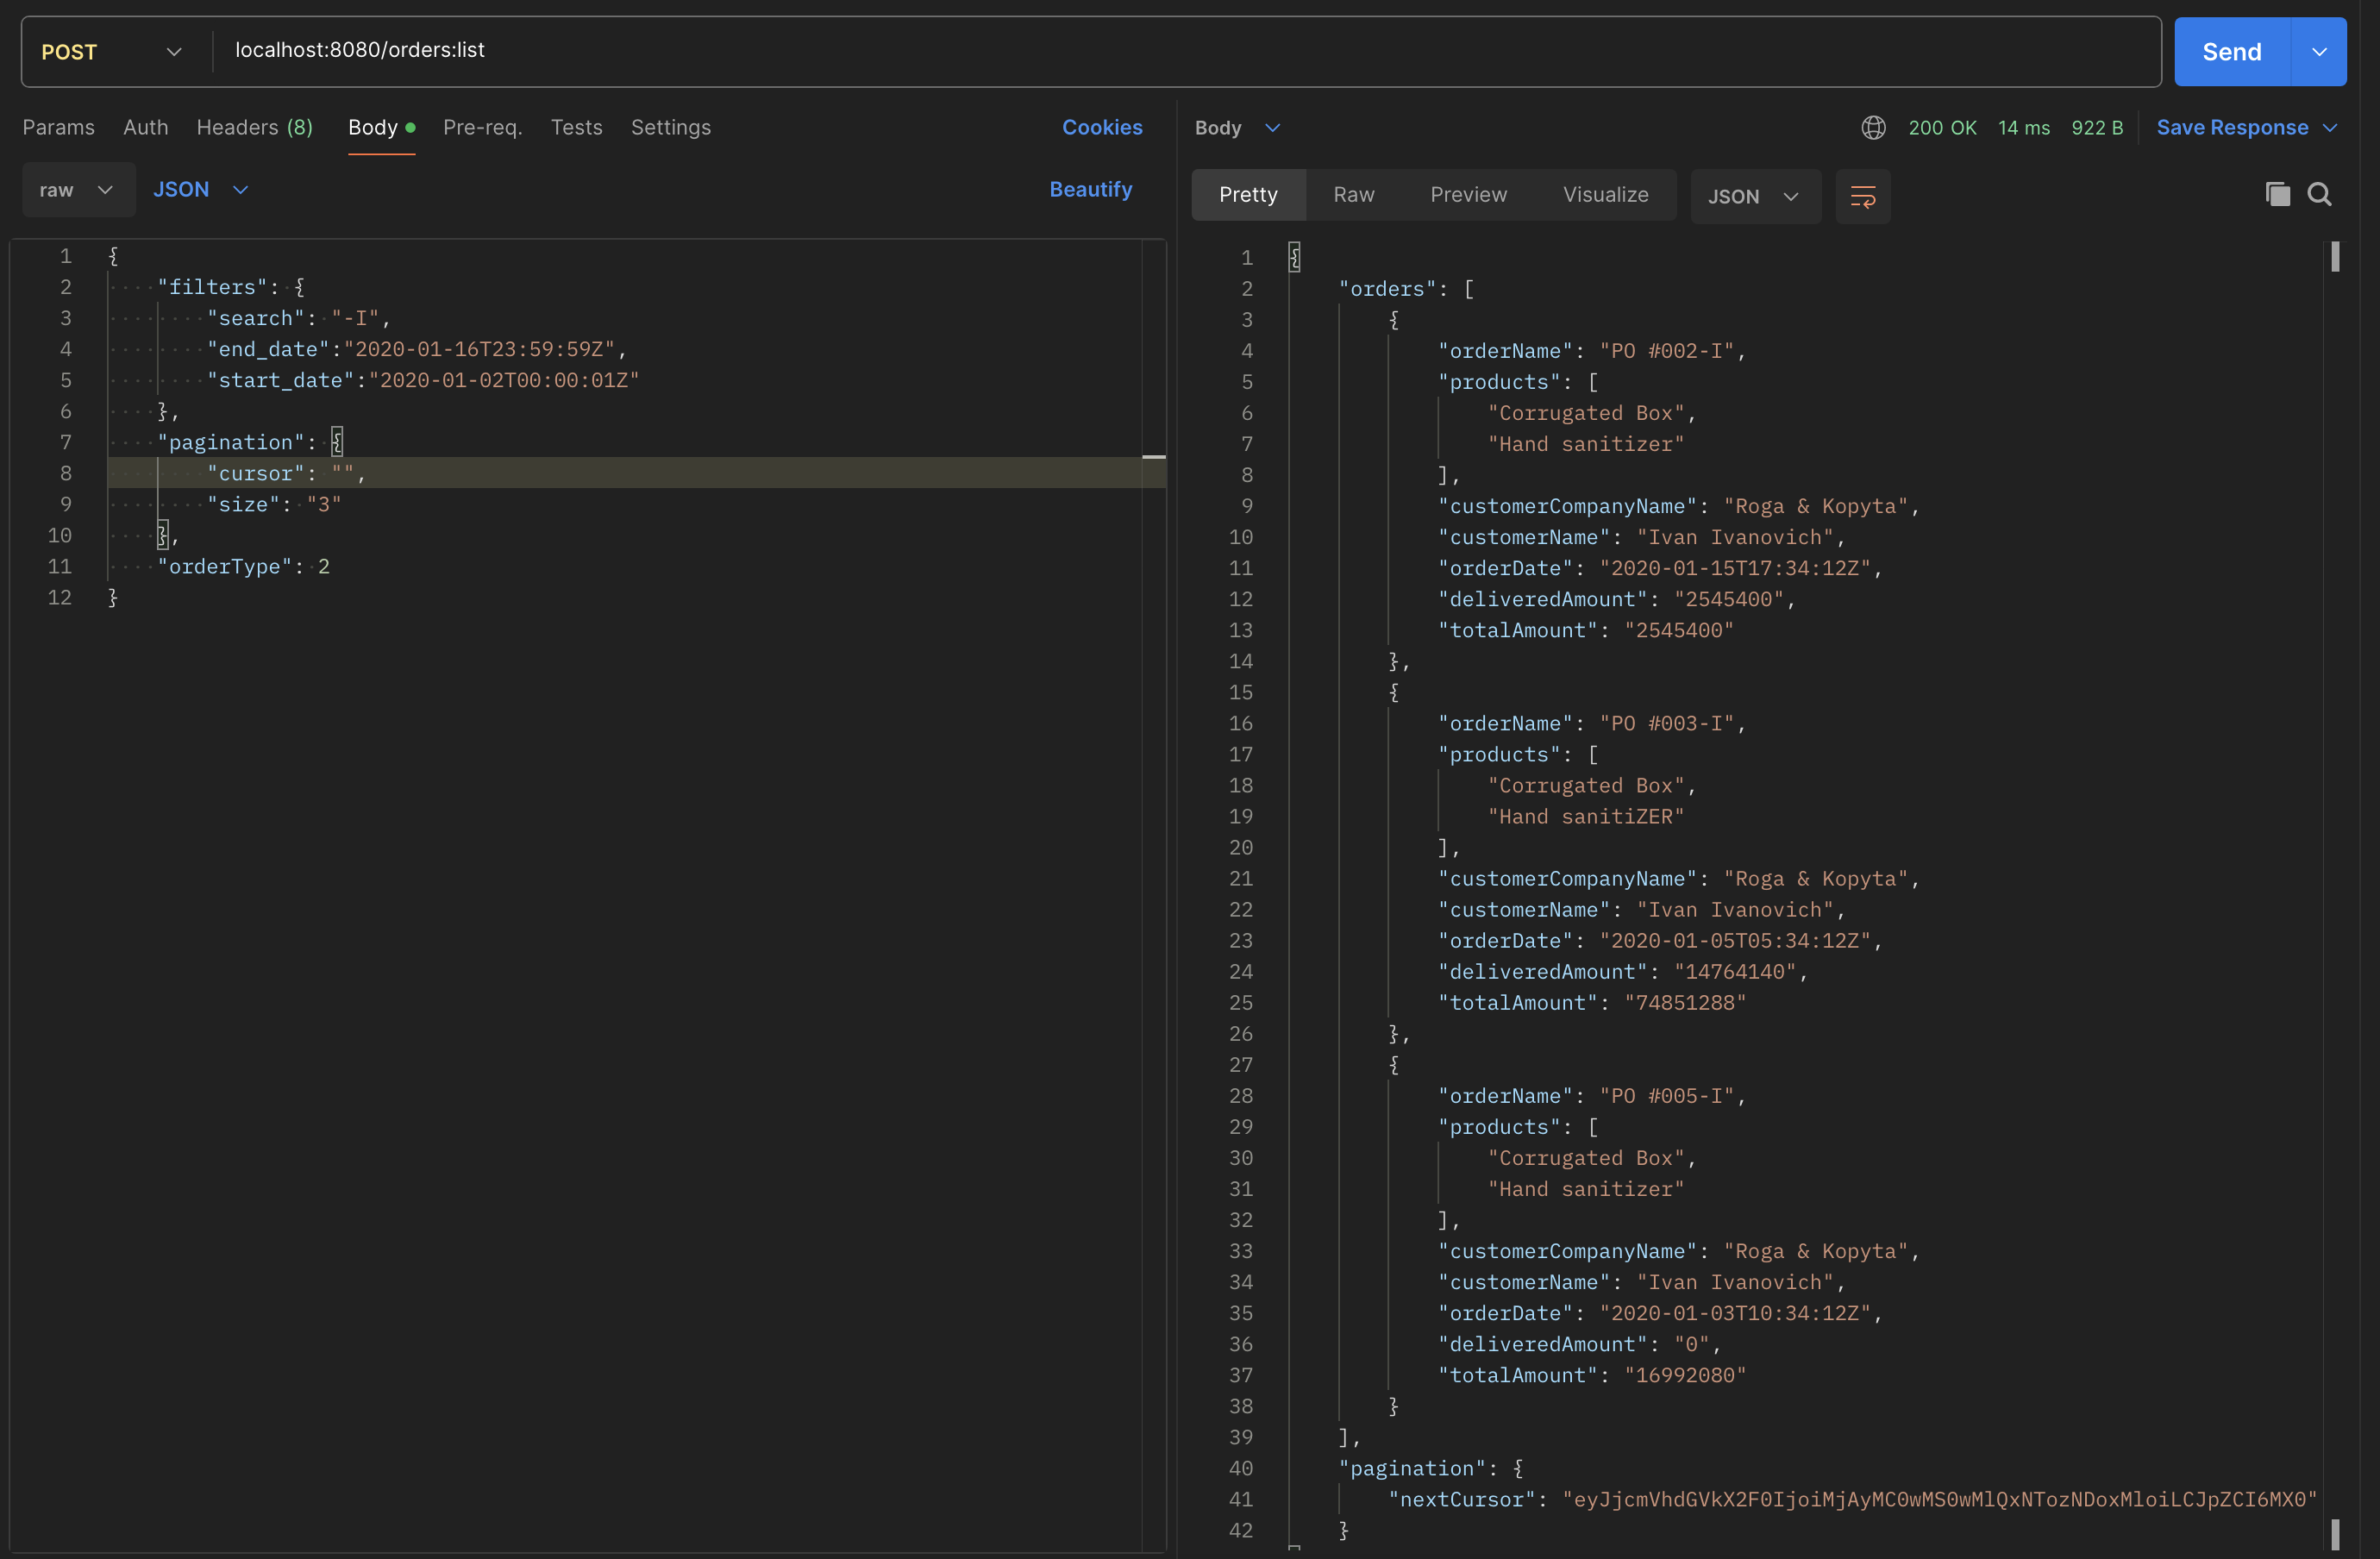 POST localhost:8080/orders:list Send
Params Auth Headers (8) Body Pre-req. Tests Settings Cookies
raw JSON Beautify
1 {
2 "filters": {
3 "search": "-I",
4 "end_date":"2020-01-16T23:59:59Z",
5 "start_date":"2020-01-02T00:00:01Z"
6 },
7 "pagination": {
8 "cursor": "",
9 "size": "3"
10 },
11 "orderType": 2
12 }
Body 200 OK 14 ms 922 B Save Response
Pretty Raw Preview Visualize JSON
1 {
2 "orders": [
3 {
4 "orderName": "PO #002-I",
5 "products": [
6 "Corrugated Box",
7 "Hand sanitizer"
8 ],
9 "customerCompanyName": "Roga & Kopyta",
10 "customerName": "Ivan Ivanovich",
11 "orderDate": "2020-01-15T17:34:12Z",
12 "deliveredAmount": "2545400",
13 "totalAmount": "2545400"
14 },
15 {
16 "orderName": "PO #003-I",
17 "products": [
18 "Corrugated Box",
19 "Hand sanitiZER"
20 ],
21 "customerCompanyName": "Roga & Kopyta",
22 "customerName": "Ivan Ivanovich",
23 "orderDate": "2020-01-05T05:34:12Z",
24 "deliveredAmount": "14764140",
25 "totalAmount": "74851288"
26 },
27 {
28 "orderName": "PO #005-I",
29 "products": [
30 "Corrugated Box",
31 "Hand sanitizer"
32 ],
33 "customerCompanyName": "Roga & Kopyta",
34 "customerName": "Ivan Ivanovich",
35 "orderDate": "2020-01-03T10:34:12Z",
36 "deliveredAmount": "0",
37 "totalAmount": "16992080"
38 }
39 ],
40 "pagination": {
41 "nextCursor": "eyJjcmVhdGVkX2F0IjoiMjAyMC0wMS0wMlQxNTozNDoxMloiLCJpZCI6MX0"
42 }